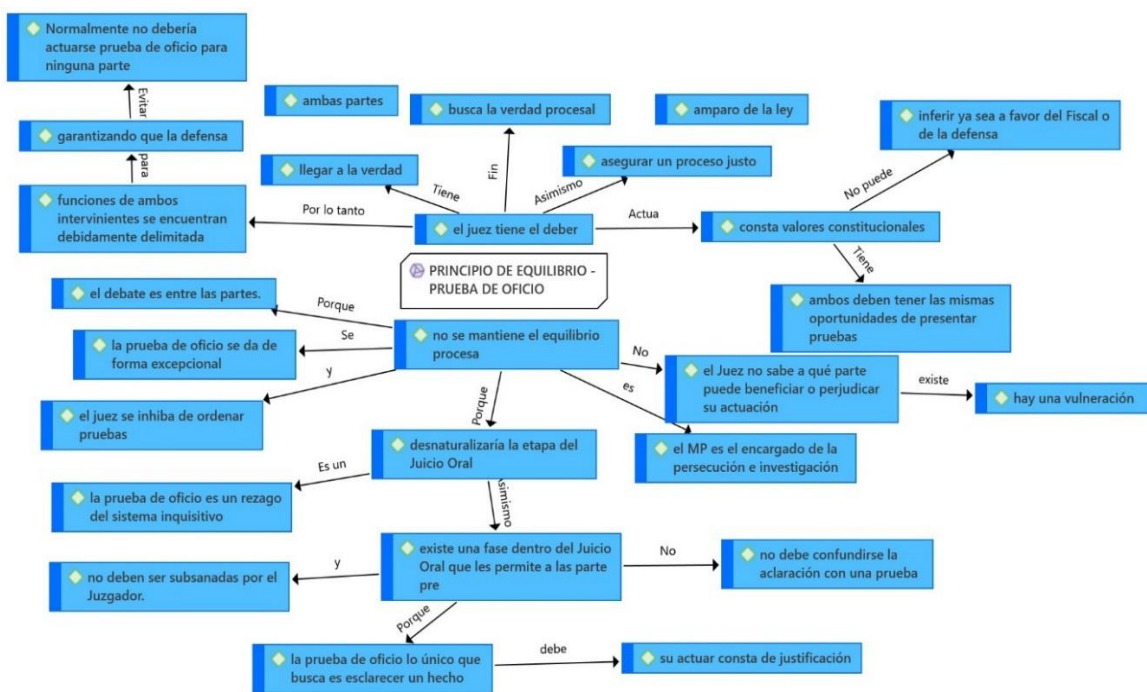 Normalmente no debería
actuarse prueba de oficio para
ninguna parte
Evitar
ambas partes
busca la verdad procesal
amparo de la ley
inferir ya sea a favor del Fiscal o
de la defensa
garantizando que la defensa
para
llegar a la verdad
Tiene
Fin
Asimismo
asegurar un proceso justo
No puede
funciones de ambos
intervinientes se encuentran
debidamente delimitada
Por lo tanto
el juez tiene el deber
Actua
consta valores constitucionales
Tiene
PRINCIPIO DE EQUILIBRIO -
PRUEBA DE OFICIO
ambos deben tener las mismas
oportunidades de presentar
pruebas
el debate es entre las partes.
Porque
no se mantiene el equilibrio
procesa
la prueba de oficio se da de
forma excepcional
Se
No
el Juez no sabe a qué parte
puede beneficiar o perjudicar
su actuación
existe
hay una vulneración
y
el juez se inhiba de ordenar
pruebas
Porque
es
el MP es el encargado de la
persecución e investigación
desnaturalizaría la etapa del
Juicio Oral
Es un
la prueba de oficio es un rezago
del sistema inquisitivo
Asimismo
existe una fase dentro del Juicio
Oral que les permite a las parte
pre
No
no debe confundirse la
aclaración con una prueba
y
no deben ser subsanadas por el
Juzgador.
Porque
la prueba de oficio lo único que
busca es esclarecer un hecho
debe
su actuar consta de justificación